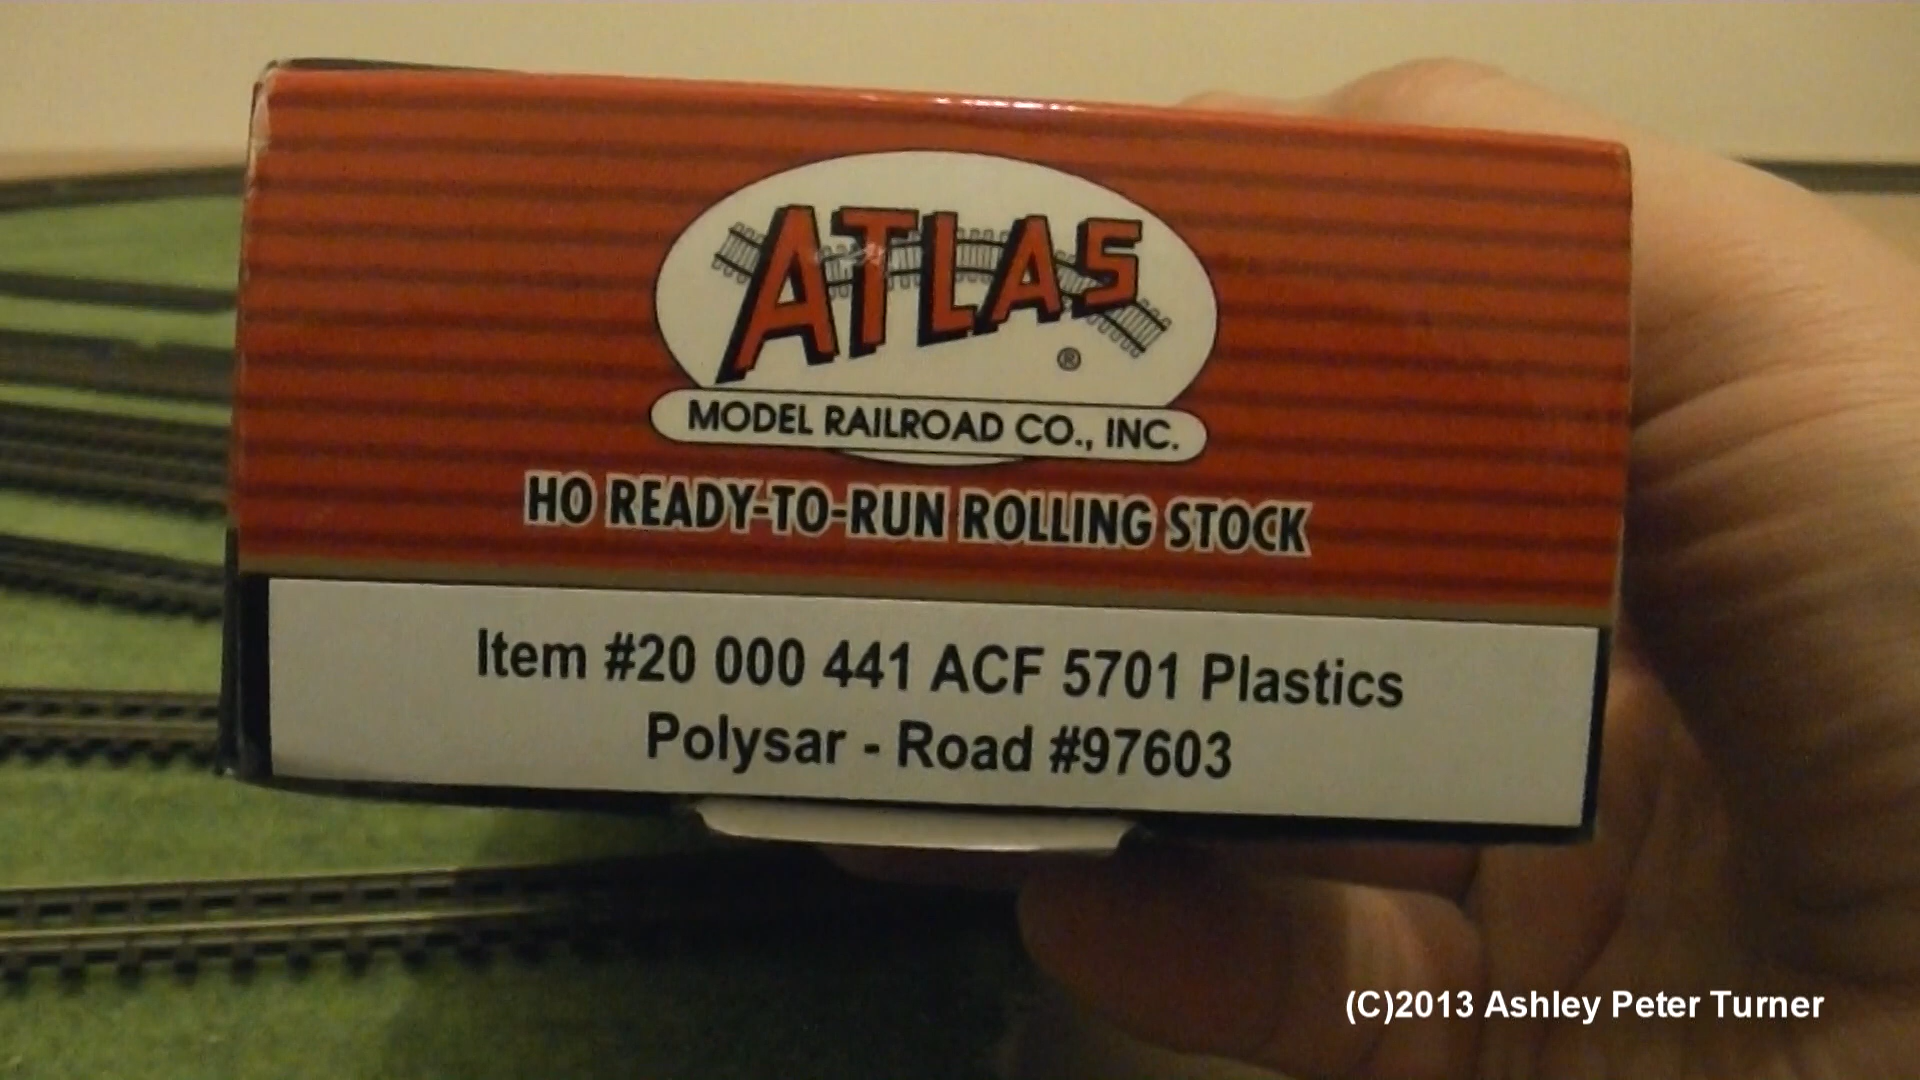 ATLAS
®
MODEL RAILROAD CO., INC.
HO READY-TO-RUN ROLLING STOCK
Item #20 000 441 ACF 5701 Plastics
Polysar - Road #97603
(C)2013 Ashley Peter Turner